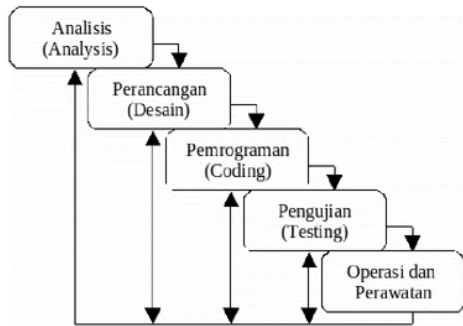 Analisis
(Analysis)
Perancangan
(Desain)
Pemrograman
(Coding)
Pengujian
(Testing)
Operasi dan
Perawatan